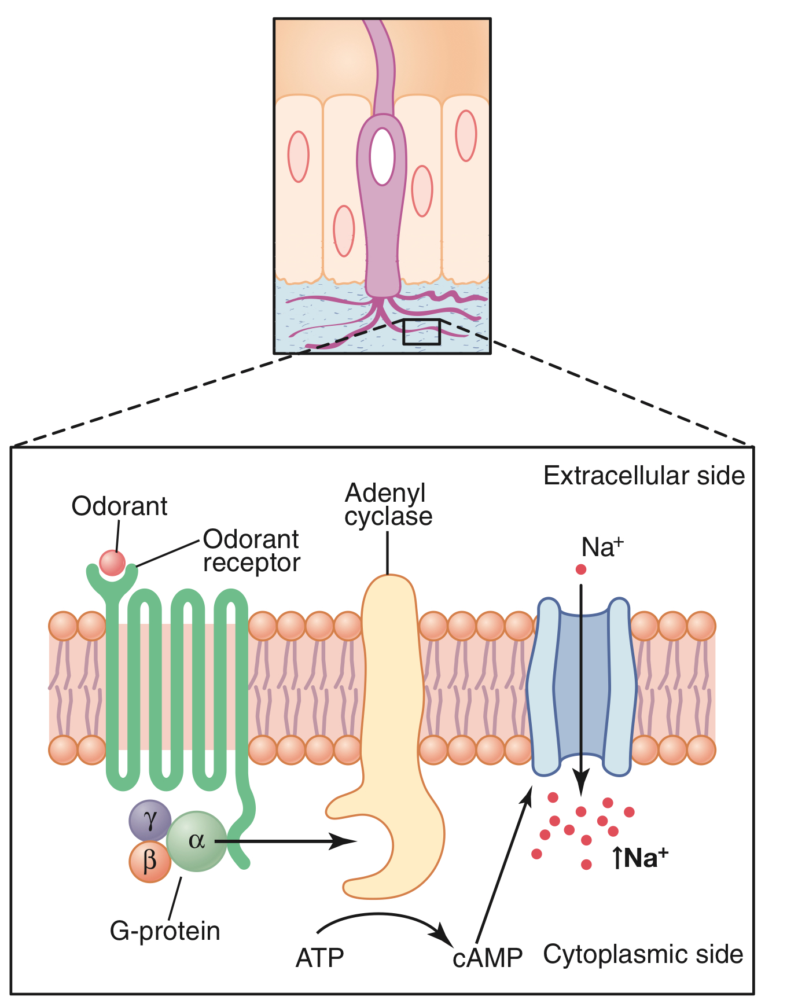 Extracellular side
Odorant
Adenyl
cyclase
Odorant
receptor
Na⁺
γ
α
β
↑Na⁺
G-protein
ATP
cAMP
Cytoplasmic side